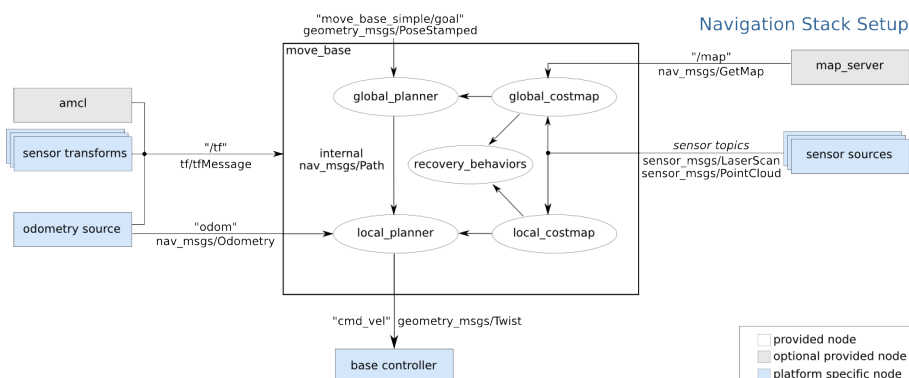 Navigation Stack Setup
"move_base_simple/goal"
geometry_msgs/PoseStamped
move_base
"/map"
nav_msgs/GetMap
map_server
global_planner
global_costmap
amcl
sensor transforms
"/tf"
tf/tfMessage
internal
nav_msgs/Path
recovery_behaviors
sensor topics
sensor_msgs/LaserScan
sensor_msgs/PointCloud
sensor sources
odometry source
"odom"
nav_msgs/Odometry
local_planner
local_costmap
"cmd_vel" geometry_msgs/Twist
base controller
provided node
optional provided node
platform specific node